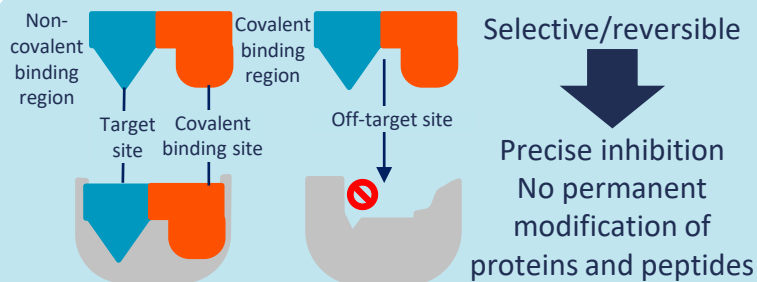 Non-
covalent
binding
region
Target
site
Covalent
binding site
Covalent
binding
region
Off-target site
Selective/reversible
Precise inhibition
No permanent
modification of
proteins and peptides